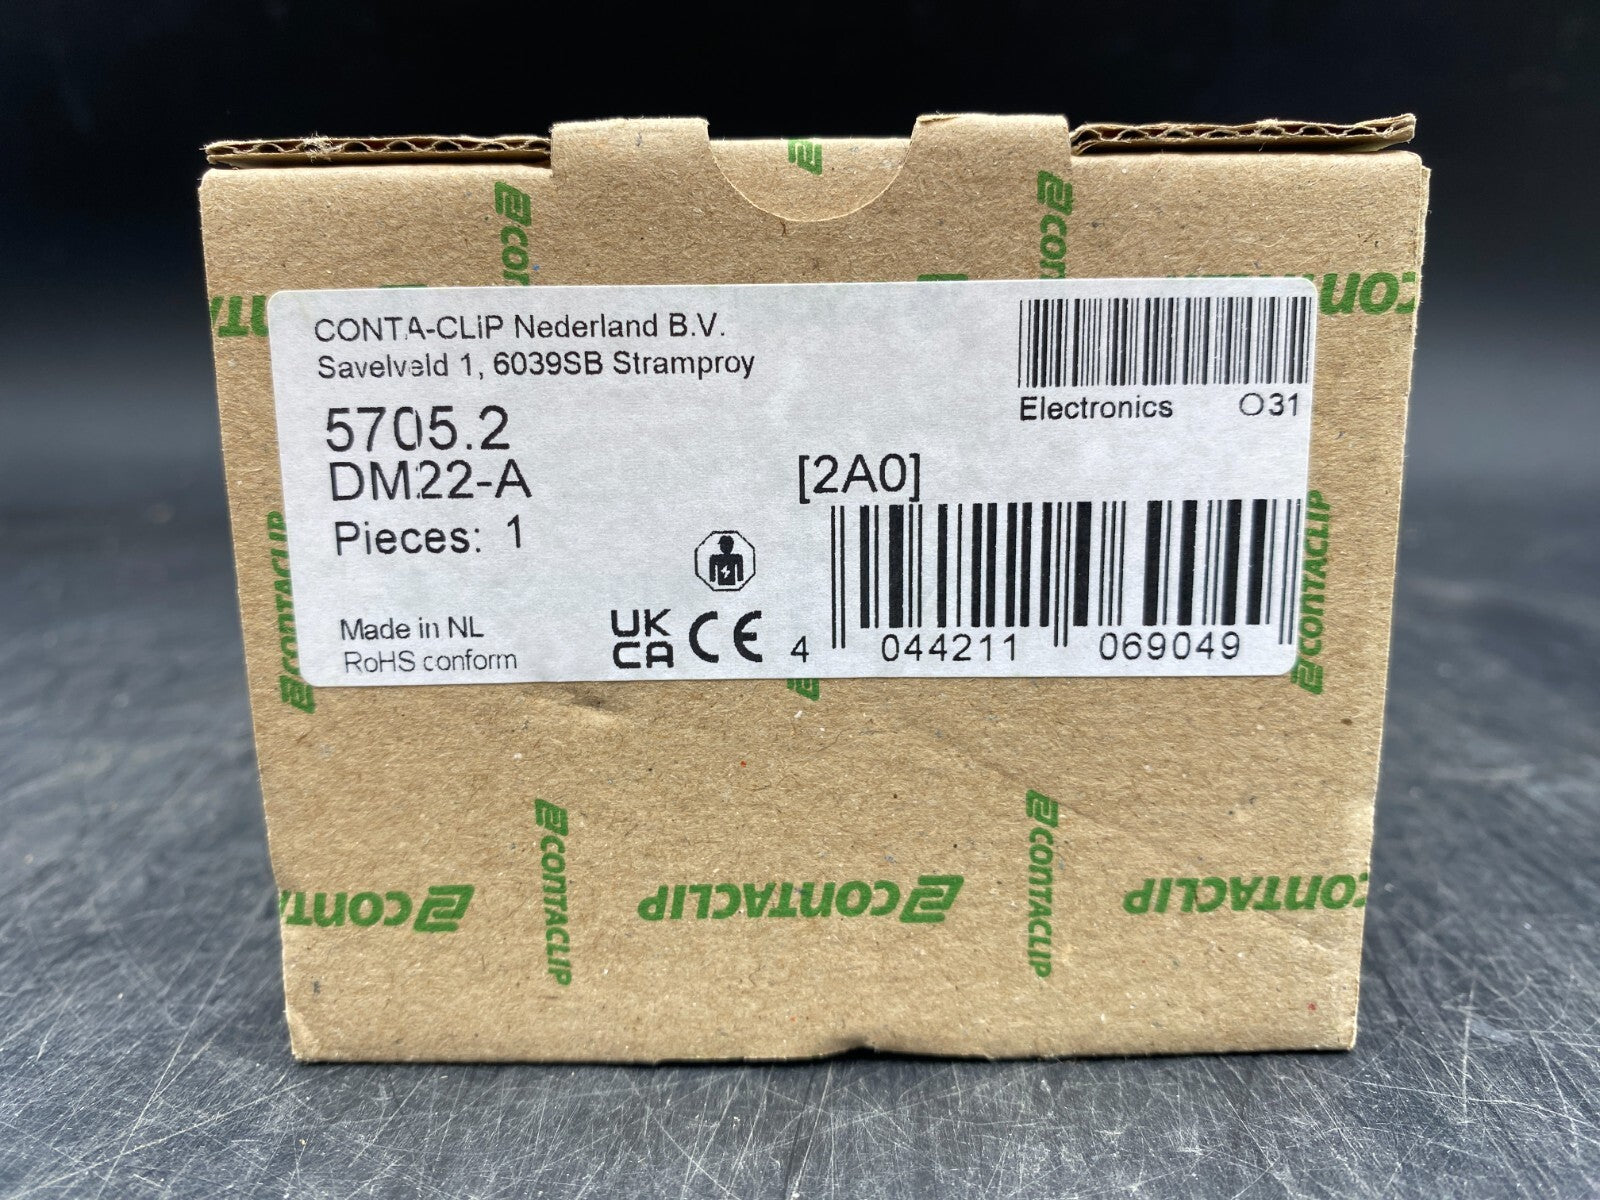 CONTA-CLIP Nederland B.V.
Savelveld 1, 6039SB Stramproy
Electronics O31
5705.2
DM22-A [2A0]
Pieces: 1
Made in NL
RoHS conform
UK
CA CE
4 044211 069049
CONTACLIP
CONTACLIP
CONTACLIP
CONTACLIP
CONTACLIP
CONTACLIP